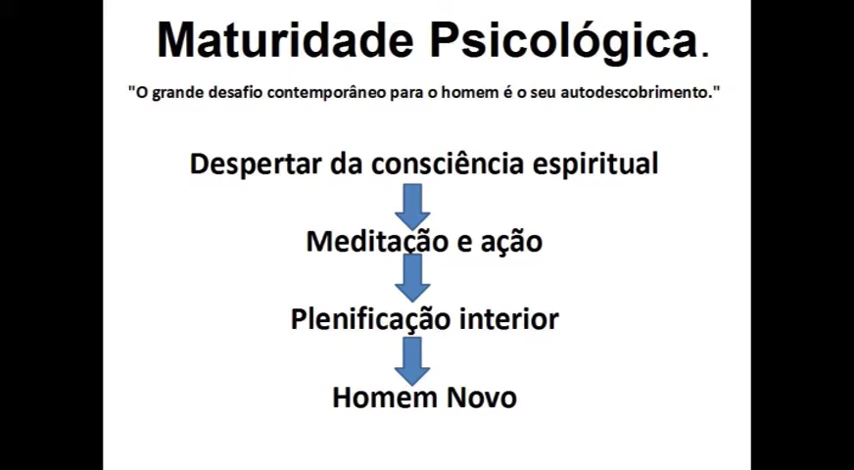 Maturidade Psicológica.
"O grande desafio contemporâneo para o homem é o seu autodescobrimento."
Despertar da consciência espiritual
Meditação e ação
Plenificação interior
Homem Novo